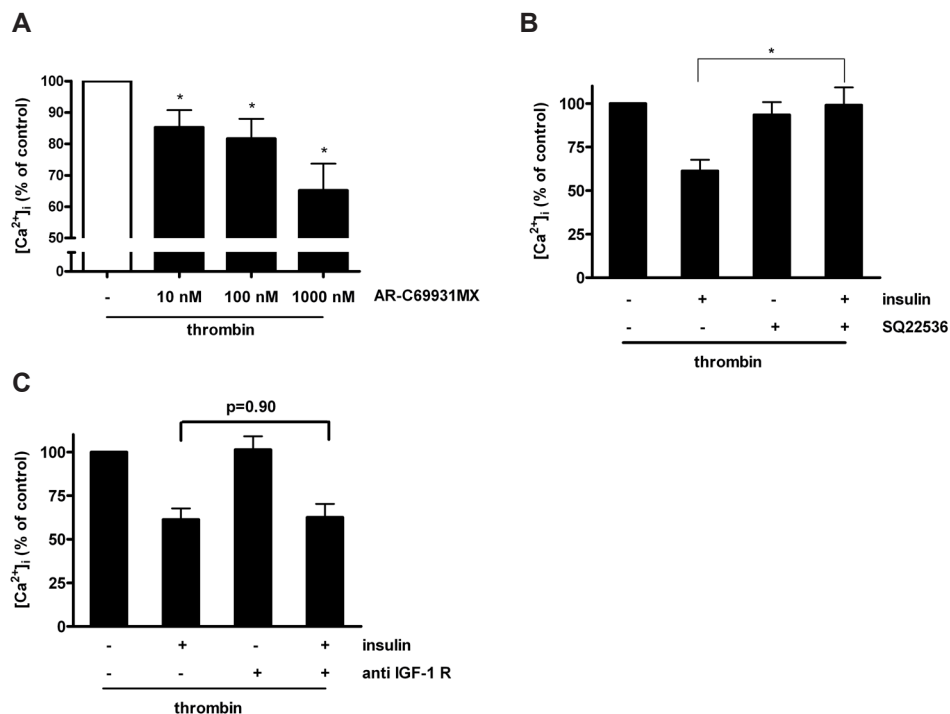 A
[Ca²⁺]ᵢ (% of control)
100
90
80
70
60
50
0
* * *
- 10 nM 100 nM 1000 nM AR-C69931MX
thrombin
B
[Ca²⁺]ᵢ (% of control)
*
100
75
50
25
0
- + - + insulin
- - + + SQ22536
thrombin
C
[Ca²⁺]ᵢ (% of control)
p=0.90
100
75
50
25
0
- + - + insulin
- - + + anti IGF-1 R
thrombin